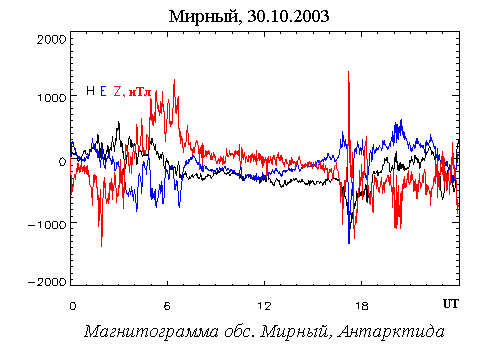 Мирный, 30.10.2003
2000
H E Z, нТл
1000
0
-1000
-2000
0 6 12 18 UT
Магнитограмма обс. Мирный, Антарктида